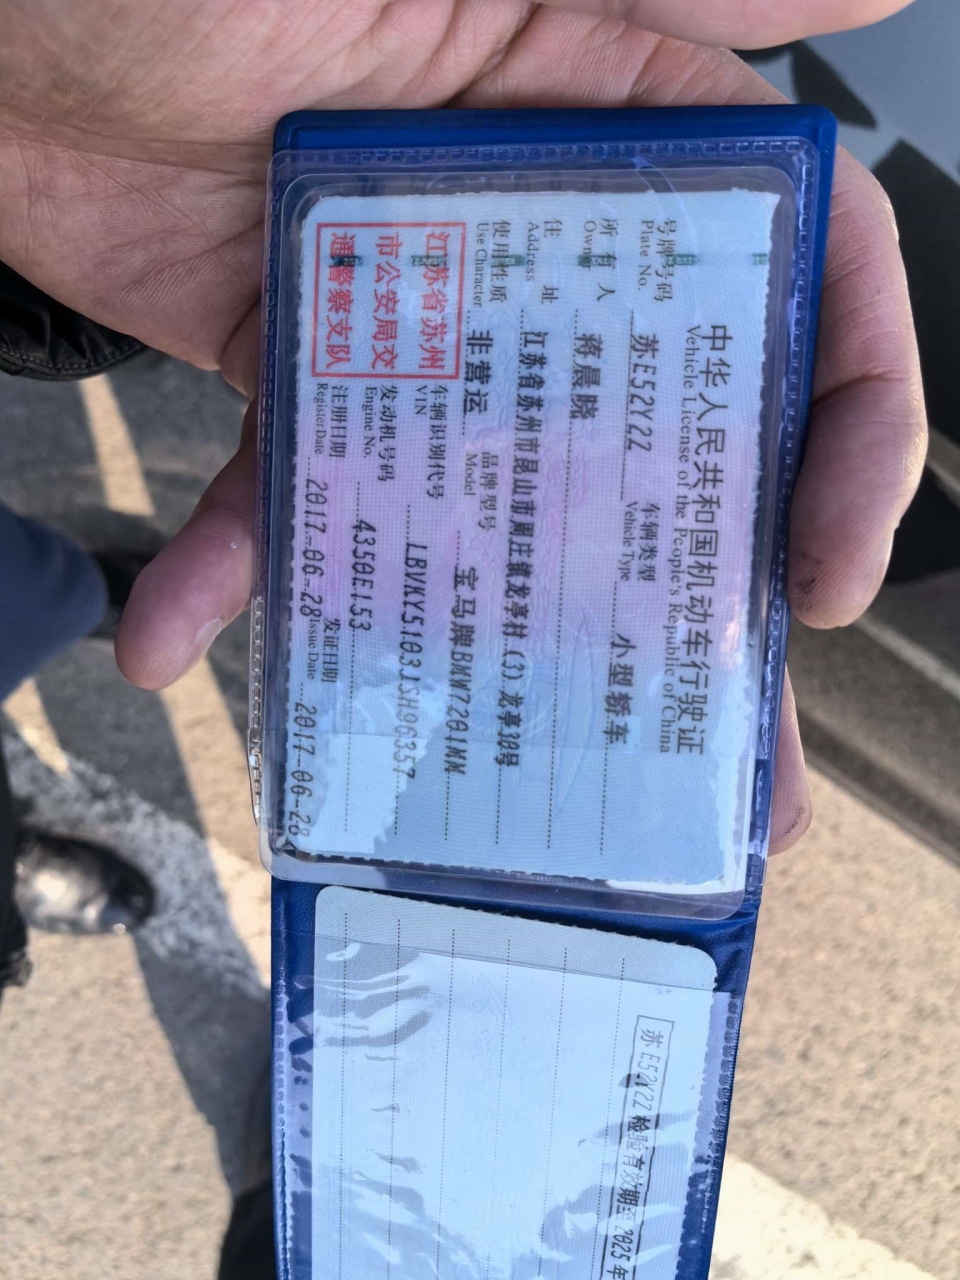 中华人民共和国机动车行驶证
Vehicle License of the People's Republic of China
号牌号码 苏E52Y2Z 车辆类型 小型轿车
Plate No. Vehicle Type
所有人 蒋晨晓
Owner
住址 江苏省苏州市昆山市周庄镇龙亭村(3)龙亭30号
Address
使用性质 非营运 品牌型号 宝马牌BMW7201MM
Use Character Model
江苏省苏州
市公安局交
通警察支队
车辆识别代号 LBVKY5103JSH96357
VIN
发动机号码 4350E153
Engine No.
注册日期 2017-06-28 发证日期 2017-06-28
Register Date Issue Date
苏E52Y2Z检验有效期至2025年